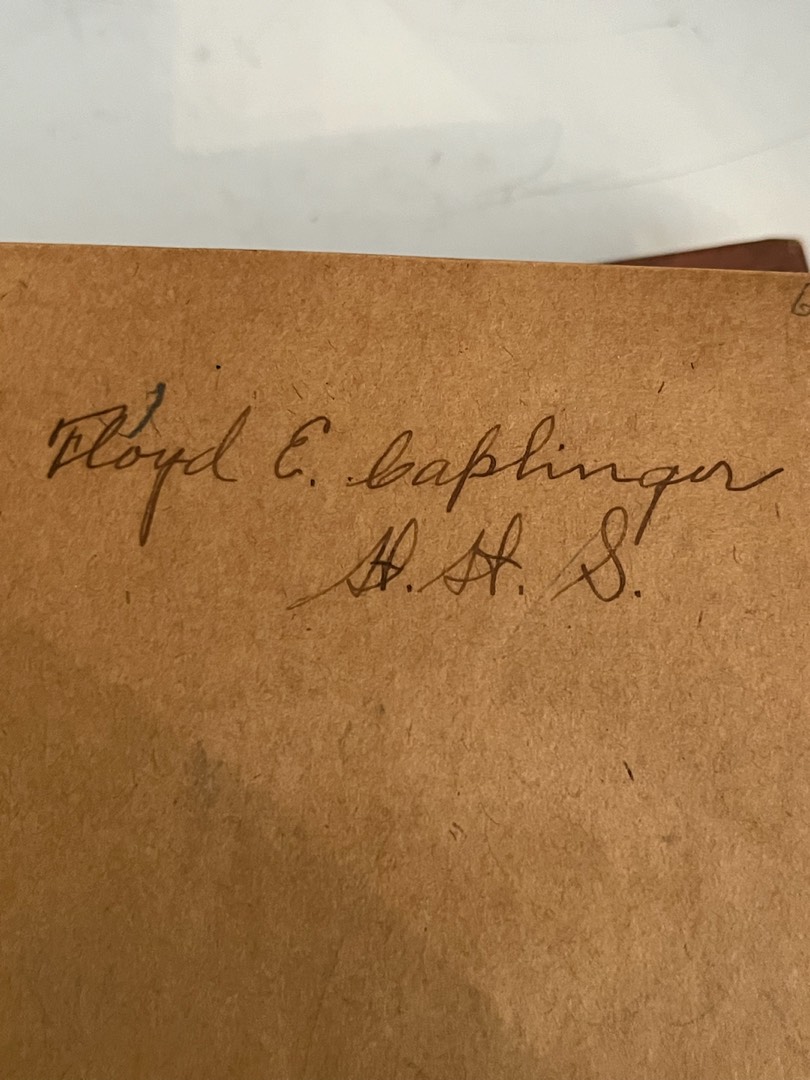 Floyd E. Caplinger
H. H. S.